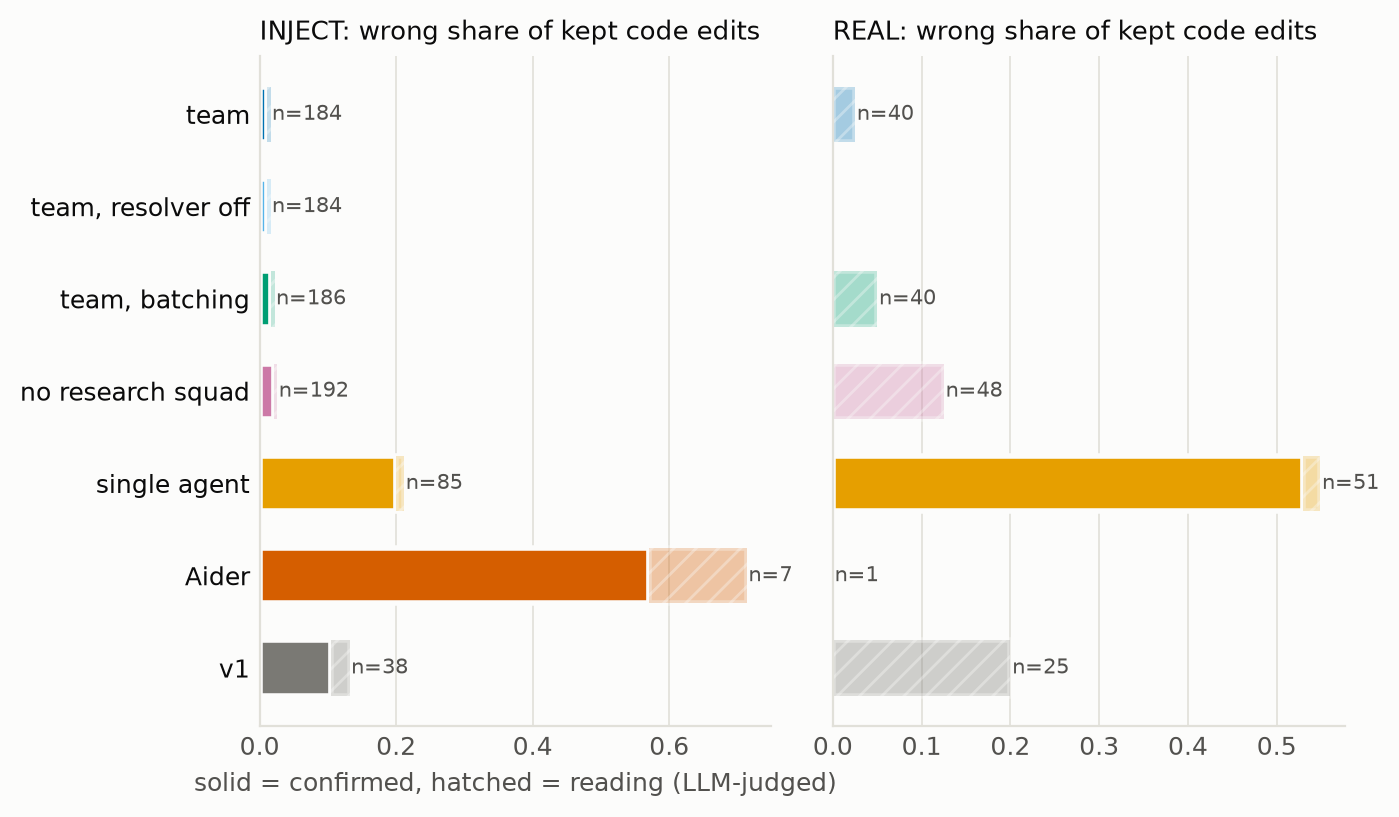 INJECT: wrong share of kept code edits
REAL: wrong share of kept code edits
team
n=184
n=40
team, resolver off
n=184
team, batching
n=186
n=40
no research squad
n=192
n=48
single agent
n=85
n=51
Aider
n=7
n=1
v1
n=38
n=25
0.0 0.2 0.4 0.6
0.0 0.1 0.2 0.3 0.4 0.5
solid = confirmed, hatched = reading (LLM-judged)